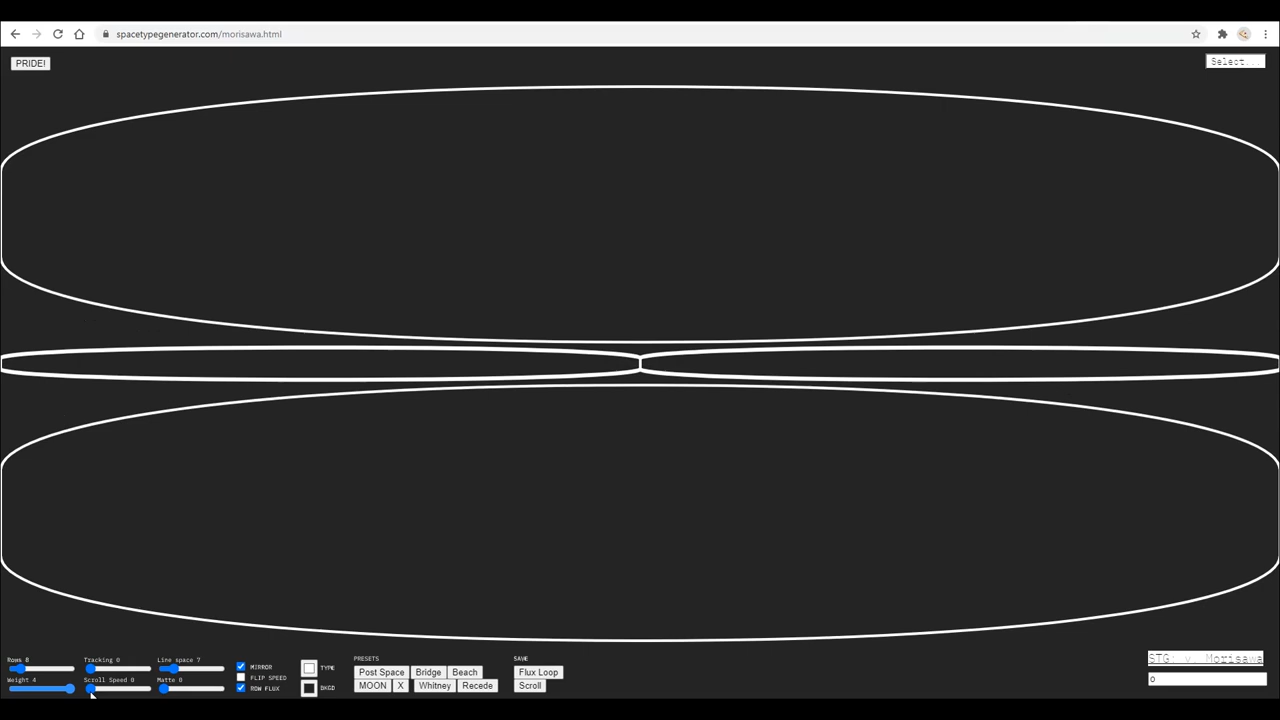 spacetypegenerator.com/morisawa.html
PRIDE!
Select...
Rows 8
Tracking 0
Line space 7
Weight 4
Scroll Speed 0
Matte 0
MIRROR
FLIP SPEED
ROW FLUX
TYPE
BKGD
PRESETS
Post Space Bridge Beach
MOON X Whitney Recede
SAVE
Flux Loop
Scroll
STG: v. Morisawa
O